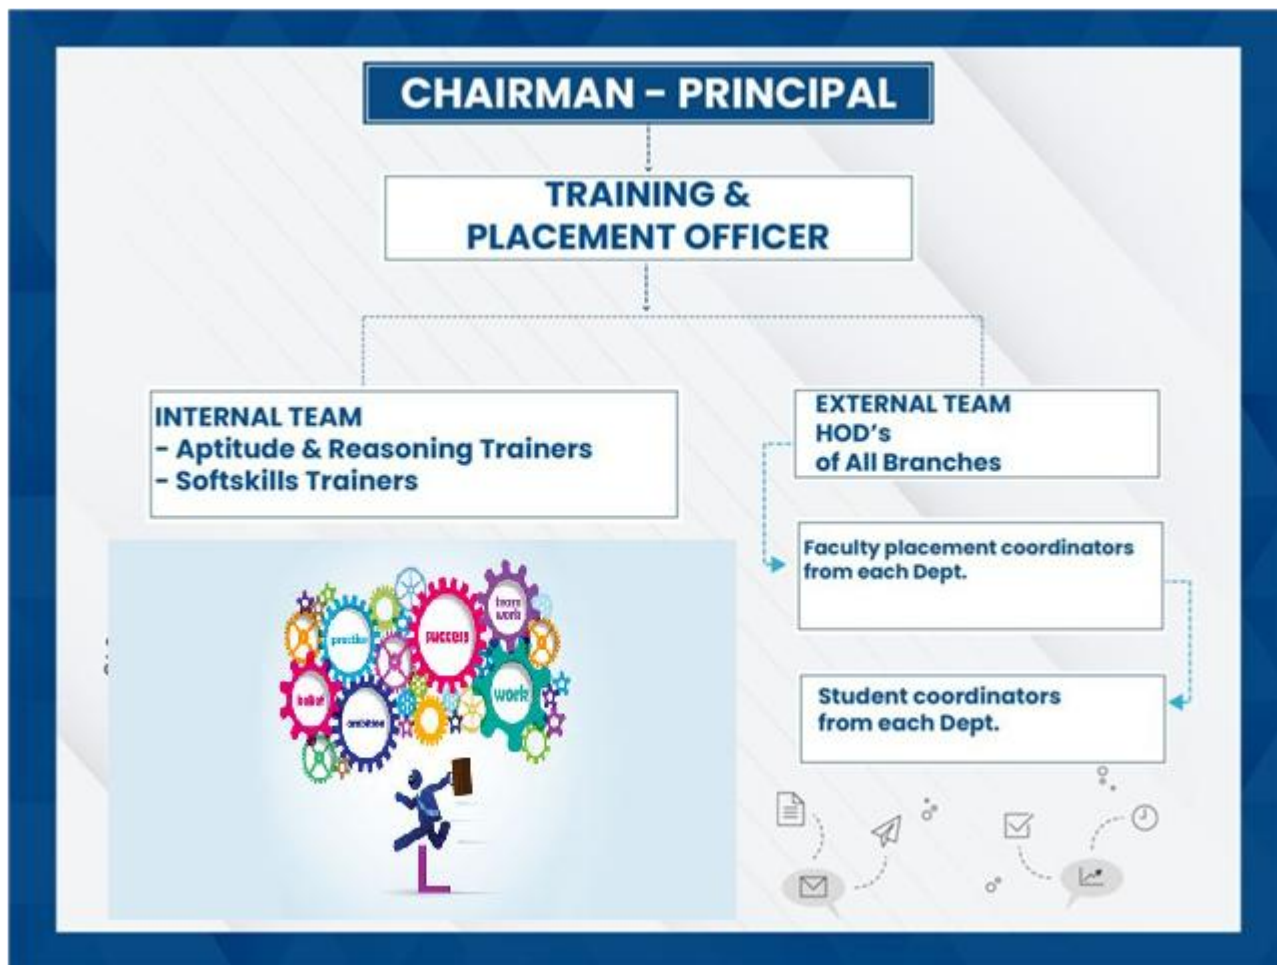 CHAIRMAN - PRINCIPAL
TRAINING &
PLACEMENT OFFICER
INTERNAL TEAM
- Aptitude & Reasoning Trainers
- Softskills Trainers
EXTERNAL TEAM
HOD's
of All Branches
Faculty placement coordinators
from each Dept.
Student coordinators
from each Dept.
team
work
practice
success
work
ambition